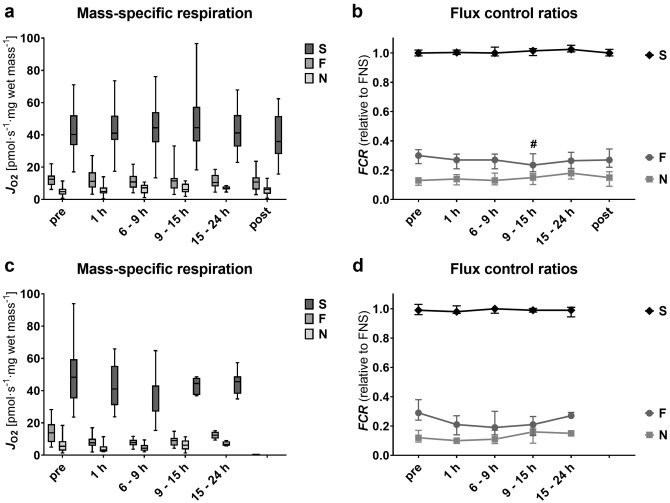 a
Mass-specific respiration
J O2 [pmol·s-1·mg wet mass-1]
100
80
60
40
20
0
S
F
N
pre
1 h
6 - 9 h
9 - 15 h
15 - 24 h
post
b
Flux control ratios
FCR (relative to FNS)
1.0
0.8
0.6
0.4
0.2
0.0
#
S
F
N
pre
1 h
6 - 9 h
9 - 15 h
15 - 24 h
post
c
Mass-specific respiration
J O2 [pmol·s-1·mg wet mass-1]
100
80
60
40
20
0
S
F
N
pre
1 h
6 - 9 h
9 - 15 h
15 - 24 h
d
Flux control ratios
FCR (relative to FNS)
1.0
0.8
0.6
0.4
0.2
0.0
S
F
N
pre
1 h
6 - 9 h
9 - 15 h
15 - 24 h